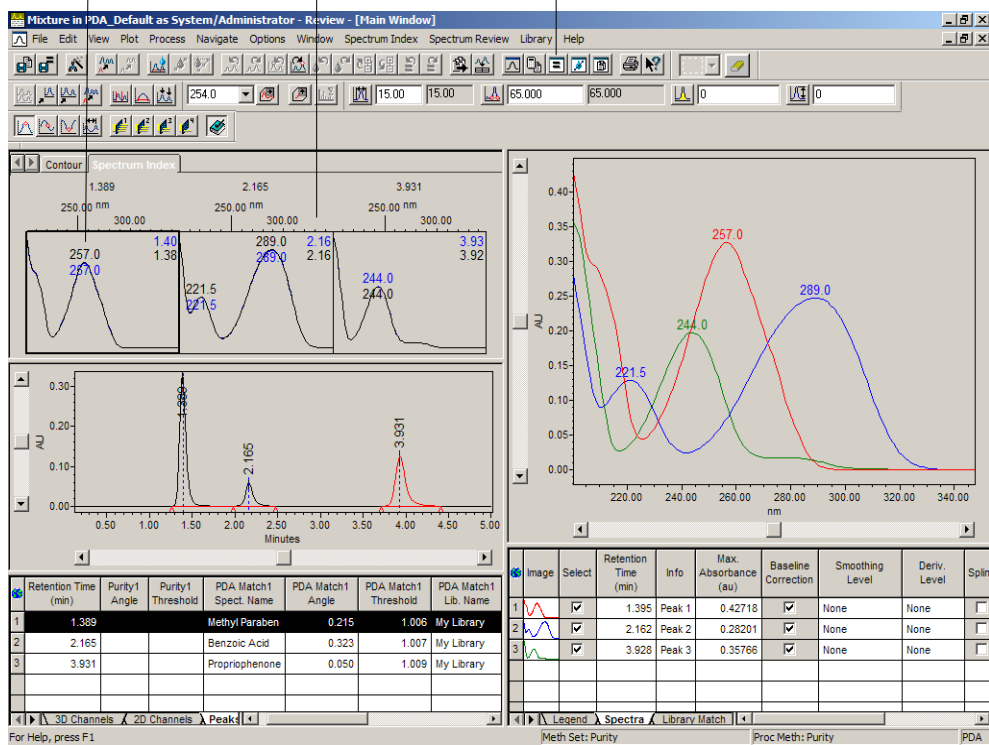 Mixture in PDA_Default as System/Administrator - Review - [Main Window]
File Edit View Plot Process Navigate Options Window Spectrum Index Spectrum Review Library Help
254.0 15.00 15.00 65.000 65.000 0 0
Contour Spectrum Index
1.389 2.165 3.931
250.00 nm 300.00 250.00 nm 300.00 250.00 nm 300.00
257.0 257.0 1.40 1.38
221.5 221.5 289.0 289.0 2.16 2.16
244.0 244.0 3.93 3.92
AU
0.30
0.20
0.10
0.00
1.389 2.165 3.931
0.50 1.00 1.50 2.00 2.50 3.00 3.50 4.00 4.50 5.00
Minutes
AU
0.40
0.35
0.30
0.25
0.20
0.15
0.10
0.05
0.00
257.0
289.0
244.0
221.5
220.00 240.00 260.00 280.00 300.00 320.00 340.00
nm
Retention Time (min) Purity1 Angle Purity1 Threshold PDA Match1 Spect. Name PDA Match1 Angle PDA Match1 Threshold PDA Match1 Lib. Name
1 1.389 Methyl Paraben 0.215 1.006 My Library
2 2.165 Benzoic Acid 0.323 1.007 My Library
3 3.931 Propriophenone 0.050 1.009 My Library
3D Channels 2D Channels Peaks
Image Select Retention Time (min) Info Max. Absorbance (au) Baseline Correction Smoothing Level Deriv. Level Splin
1 1.395 Peak 1 0.42718 None None
2 2.162 Peak 2 0.28201 None None
3 3.928 Peak 3 0.35766 None None
Legend Spectra Library Match
For Help, press F1 Meth Set: Purity Proc Meth: Purity PDA